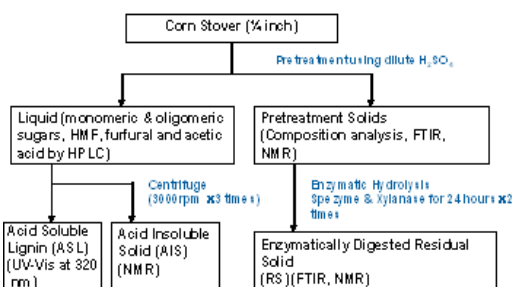 Corn Stover (¼ inch)
Pretreatment using dilute H₂SO₄
Liquid (monomeric & oligomeric
sugars, HMF, furfural and acetic
acid by HPLC)
Pretreatment Solids
(Composition analysis, FTIR,
NMR)
Centrifuge
(3000 rpm x3 times)
Enzymatic Hydrolysis
Spezyme & Xylanase for 24 hours x2
times
Acid Soluble
Lignin (ASL)
(UV-Vis at 320
nm)
Acid Insoluble
Solid (AIS)
(NMR)
Enzymatically Digested Residual
Solid
(RS)(FTIR, NMR)